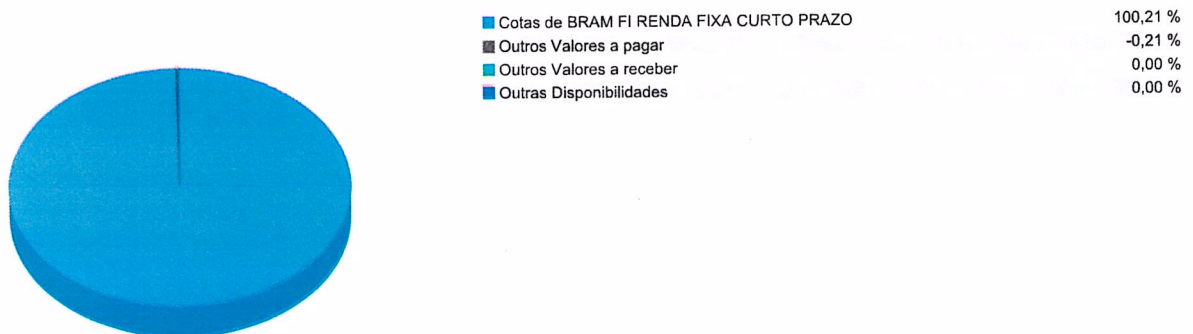 Cotas de BRAM FI RENDA FIXA CURTO PRAZO 100,21 %
Outros Valores a pagar -0,21 %
Outros Valores a receber 0,00 %
Outras Disponibilidades 0,00 %